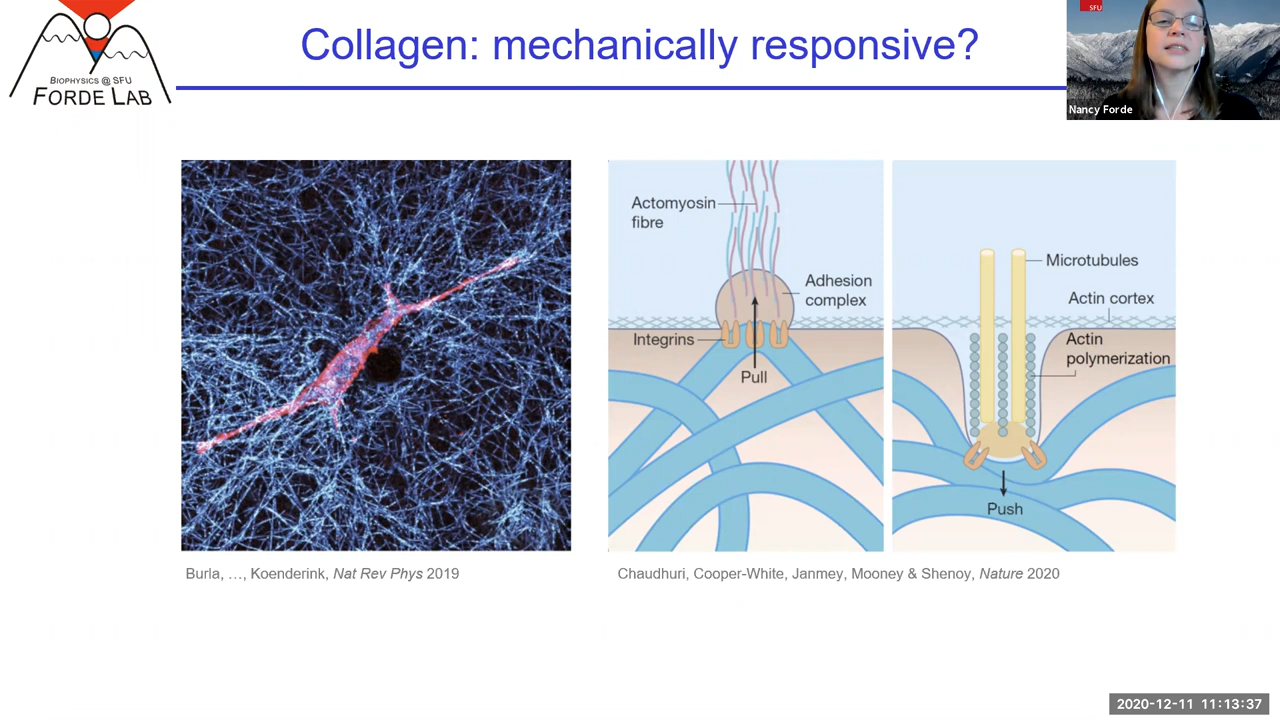 Collagen: mechanically responsive?
BIOPHYSICS @ SFU
FORDE LAB
SFU
Nancy Forde
Actomyosin
fibre
Adhesion
complex
Integrins
Pull
Microtubules
Actin cortex
Actin
polymerization
Push
Burla, …, Koenderink, Nat Rev Phys 2019
Chaudhuri, Cooper-White, Janmey, Mooney & Shenoy, Nature 2020
2020-12-11 11:13:37